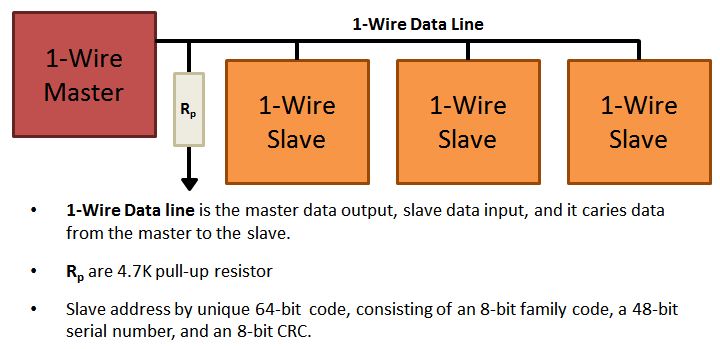 1-Wire Data Line
1-Wire
Master
Rp
1-Wire
Slave
1-Wire
Slave
1-Wire
Slave
• 1-Wire Data line is the master data output, slave data input, and it caries data
from the master to the slave.
• Rp are 4.7K pull-up resistor
• Slave address by unique 64-bit code, consisting of an 8-bit family code, a 48-bit
serial number, and an 8-bit CRC.